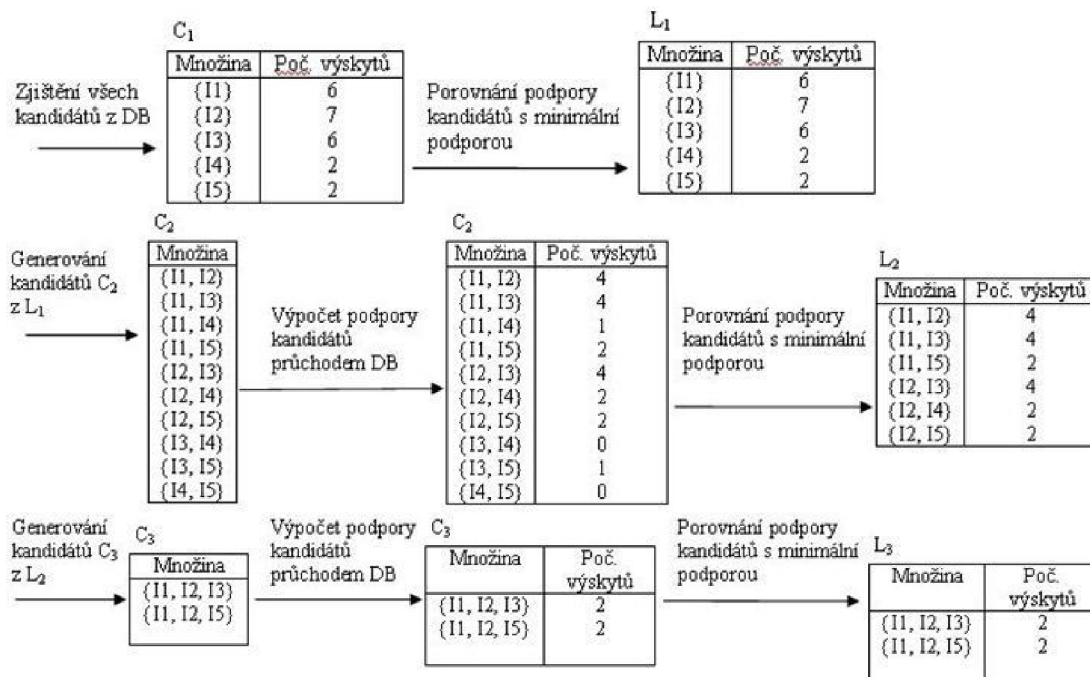 C₁
Množina Poč. výskytů
{I1} 6
{I2} 7
{I3} 6
{I4} 2
{I5} 2
Zjištění všech
kandidátů z DB
Porovnání podpory
kandidátů s minimální
podporou
L₁
Množina Poč. výskytů
{I1} 6
{I2} 7
{I3} 6
{I4} 2
{I5} 2
Generování
kandidátů C₂
z L₁
C₂
Množina
{I1, I2}
{I1, I3}
{I1, I4}
{I1, I5}
{I2, I3}
{I2, I4}
{I2, I5}
{I3, I4}
{I3, I5}
{I4, I5}
Výpočet podpory
kandidátů
průchodem DB
C₂
Množina Poč. výskytů
{I1, I2} 4
{I1, I3} 4
{I1, I4} 1
{I1, I5} 2
{I2, I3} 4
{I2, I4} 2
{I2, I5} 2
{I3, I4} 0
{I3, I5} 1
{I4, I5} 0
Porovnání podpory
kandidátů s minimální
podporou
L₂
Množina Poč. výskytů
{I1, I2} 4
{I1, I3} 4
{I1, I5} 2
{I2, I3} 4
{I2, I4} 2
{I2, I5} 2
Generování
kandidátů C₃
z L₂
C₃
Množina
{I1, I2, I3}
{I1, I2, I5}
Výpočet podpory
kandidátů
průchodem DB
C₃
Množina Poč.
výskytů
{I1, I2, I3} 2
{I1, I2, I5} 2
Porovnání podpory
kandidátů s minimální
podporou
L₃
Množina Poč.
výskytů
{I1, I2, I3} 2
{I1, I2, I5} 2